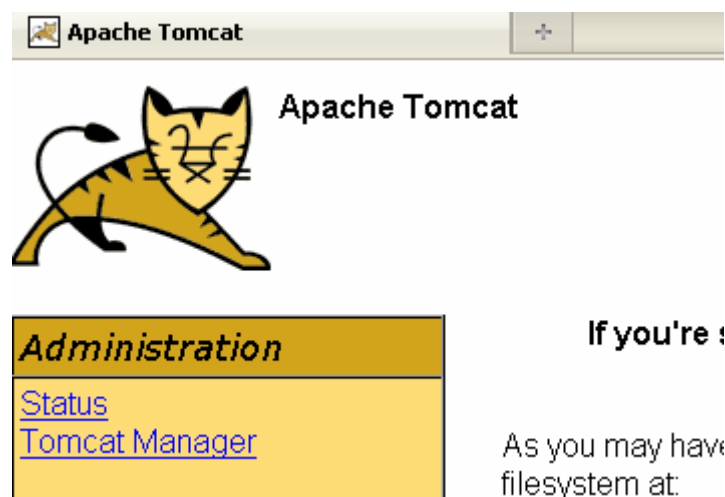 Apache Tomcat
Apache Tomcat
Administration
Status
Tomcat Manager
If you're
As you may have
filesystem at: